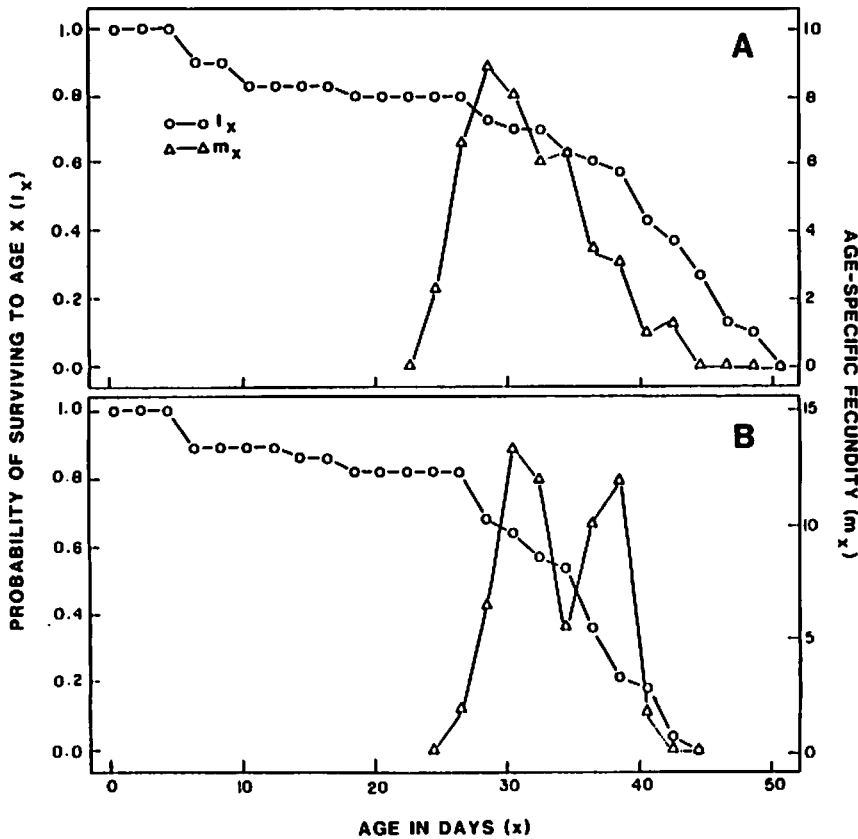 A
1.0
0.8
0.6
0.4
0.2
0.0
o—o lx
△—△ mx
10
8
6
4
2
0
B
1.0
0.8
0.6
0.4
0.2
0.0
15
10
5
0
0 10 20 30 40 50
AGE IN DAYS (x)
PROBABILITY OF SURVIVING TO AGE X (lx)
AGE-SPECIFIC FECUNDITY (mx)